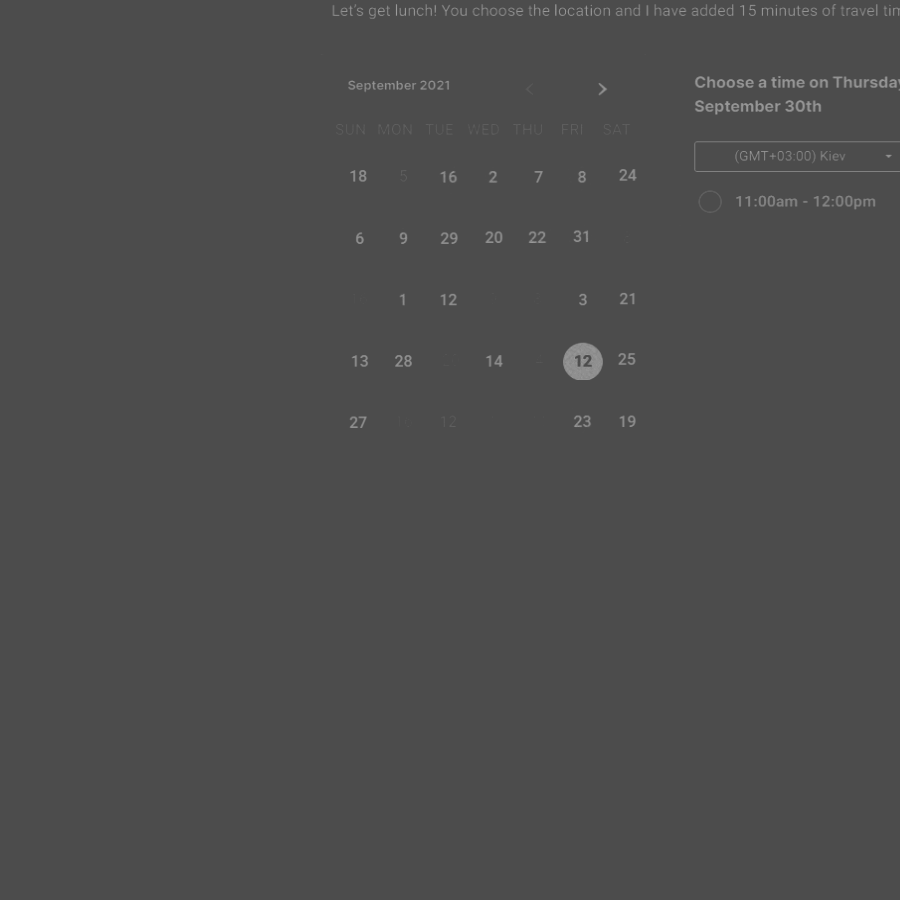 Let's get lunch! You choose the location and I have added 15 minutes of travel
September 2021
Choose a time on Thursday
September 30th
SUN MON TUE WED THU FRI SAT
(GMT+03:00) Kiev
18 5 16 2 7 8 24
11:00am - 12:00pm
6 9 29 20 22 31
1 12 3 21
13 28 14 12 25
27 12 23 19